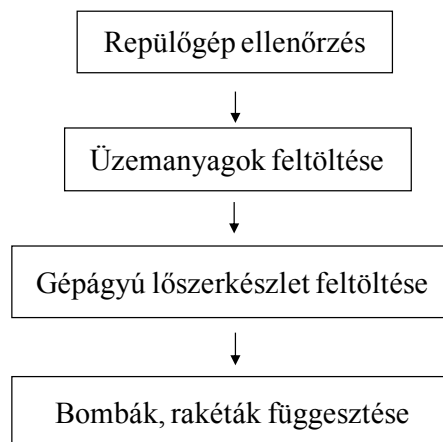 Repülőgép ellenőrzés
Üzemanyagok feltöltése
Gépágyú lőszerkészlet feltöltése
Bombák, rakéták függesztése